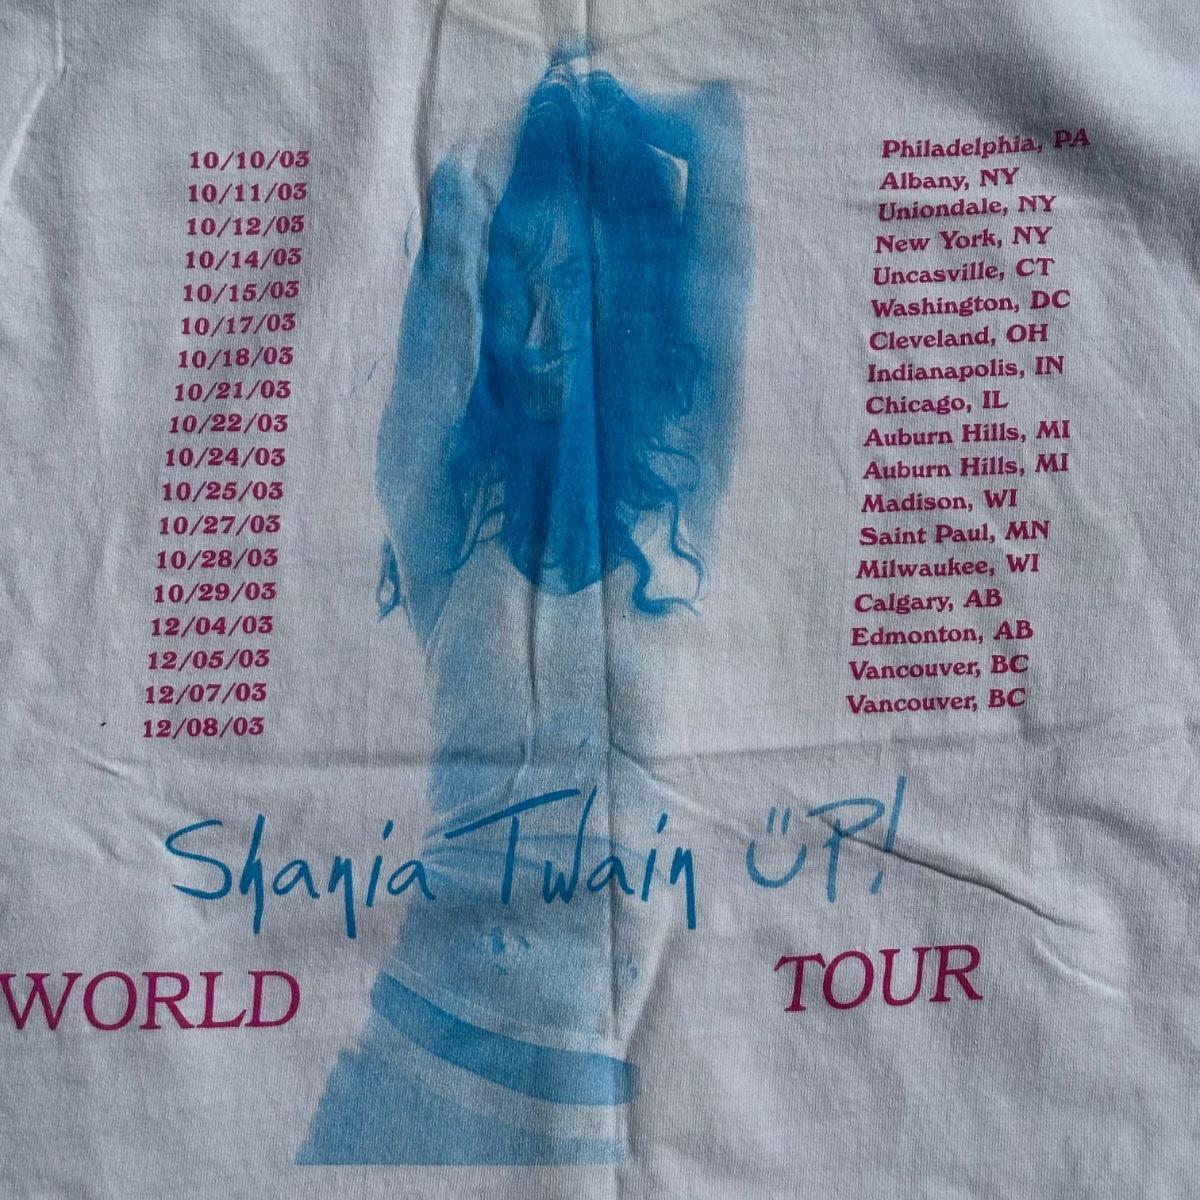 10/10/03 Philadelphia, PA
10/11/03 Albany, NY
10/12/03 Uniondale, NY
10/14/03 New York, NY
10/15/03 Uncasville, CT
10/17/03 Washington, DC
10/18/03 Cleveland, OH
10/21/03 Indianapolis, IN
10/22/03 Chicago, IL
10/24/03 Auburn Hills, MI
10/25/03 Auburn Hills, MI
10/27/03 Madison, WI
10/28/03 Saint Paul, MN
10/29/03 Milwaukee, WI
12/04/03 Calgary, AB
12/05/03 Edmonton, AB
12/07/03 Vancouver, BC
12/08/03 Vancouver, BC
Shania Twain ÜP!
WORLD TOUR